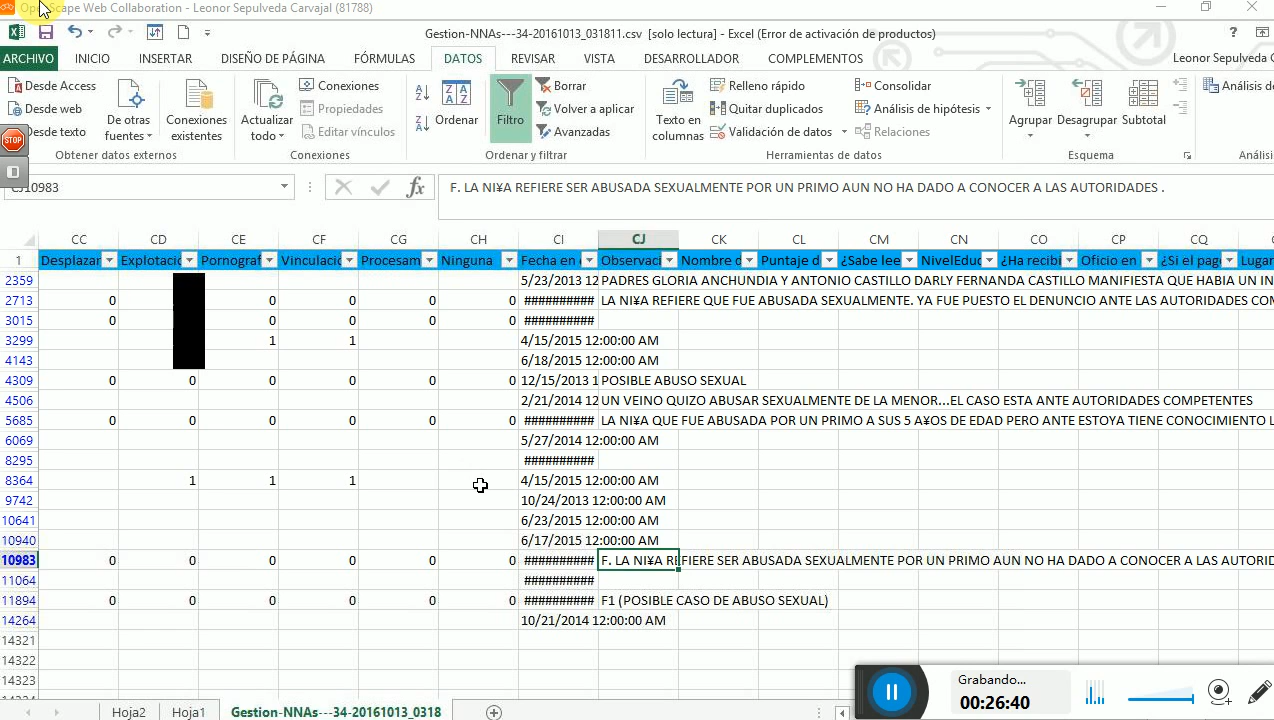 Scape Web Collaboration - Leonor Sepulveda Carvajal (81788)
Gestion-NNAs---34-20161013_031811.csv [solo lectura] - Excel (Error de activación de productos)
ARCHIVO INICIO INSERTAR DISEÑO DE PÁGINA FÓRMULAS DATOS REVISAR VISTA DESARROLLADOR COMPLEMENTOS Leonor Sepulveda
Desde Access
Desde web
Desde texto
De otras fuentes
Conexiones existentes
Obtener datos externos
Actualizar todo
Conexiones
Propiedades
Editar vínculos
Conexiones
Ordenar
Filtro
Borrar
Volver a aplicar
Avanzadas
Ordenar y filtrar
Texto en columnas
Relleno rápido
Quitar duplicados
Validación de datos
Consolidar
Análisis de hipótesis
Relaciones
Herramientas de datos
Agrupar Desagrupar Subtotal
Esquema
Análisis de
Análisi
STOP
10983 fx F. LA NI¥A REFIERE SER ABUSADA SEXUALMENTE POR UN PRIMO AUN NO HA DADO A CONOCER A LAS AUTORIDADES .
CC CD CE CF CG CH CI CJ CK CL CM CN CO CP CQ
1 Desplazar Explotació Pornograf Vinculació Procesam Ninguna Fecha en Observaci Nombre d Puntaje d ¿Sabe lee NivelEduc ¿Ha recibi Oficio en ¿Si el pag Lugar
2359 5/23/2013 12 PADRES GLORIA ANCHUNDIA Y ANTONIO CASTILLO DARLY FERNANDA CASTILLO MANIFIESTA QUE HABIA UN IN
2713 0 0 0 0 0 ########## LA NI¥A REFIERE QUE FUE ABUSADA SEXUALMENTE. YA FUE PUESTO EL DENUNCIO ANTE LAS AUTORIDADES COM
3015 0 0 0 0 0 ##########
3299 1 1 4/15/2015 12:00:00 AM
4143 6/18/2015 12:00:00 AM
4309 0 0 0 0 0 0 12/15/2013 1 POSIBLE ABUSO SEXUAL
4506 2/21/2014 12 UN VEINO QUIZO ABUSAR SEXUALMENTE DE LA MENOR...EL CASO ESTA ANTE AUTORIDADES COMPETENTES
5685 0 0 0 0 0 0 ########## LA NI¥A QUE FUE ABUSADA POR UN PRIMO A SUS 5 A¥OS DE EDAD PERO ANTE ESTOYA TIENE CONOCIMIENTO L
6069 5/27/2014 12:00:00 AM
8295 ##########
8364 1 1 1 4/15/2015 12:00:00 AM
9742 10/24/2013 12:00:00 AM
10641 6/23/2015 12:00:00 AM
10940 6/17/2015 12:00:00 AM
10983 0 0 0 0 0 0 ########## F. LA NI¥A REFIERE SER ABUSADA SEXUALMENTE POR UN PRIMO AUN NO HA DADO A CONOCER A LAS AUTORID
11064 ##########
11894 0 0 0 0 0 0 ########## F1 (POSIBLE CASO DE ABUSO SEXUAL)
14264 10/21/2014 12:00:00 AM
14321
14322
14323
Hoja2 Hoja1 Gestion-NNAs---34-20161013_0318
Grabando...
00:26:40